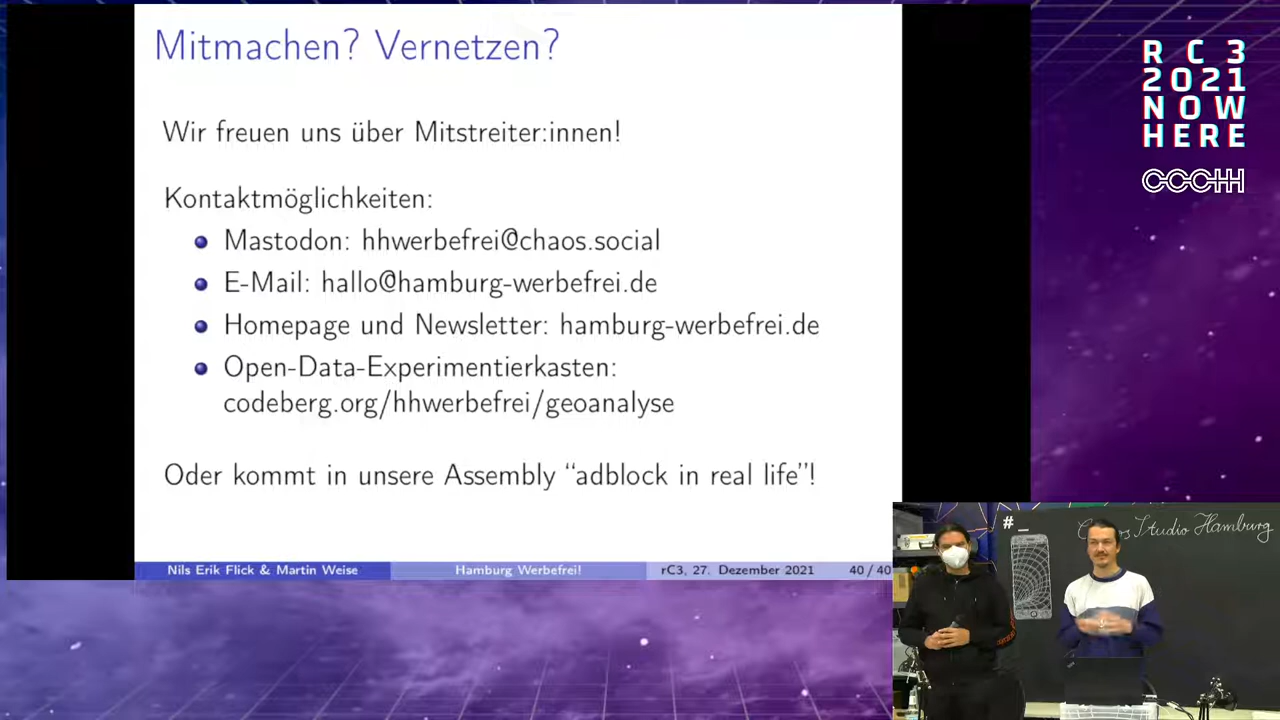 Mitmachen? Vernetzen?
Wir freuen uns über Mitstreiter:innen!
Kontaktmöglichkeiten:
Mastodon: hhwerbefrei@chaos.social
E-Mail: hallo@hamburg-werbefrei.de
Homepage und Newsletter: hamburg-werbefrei.de
Open-Data-Experimentierkasten:
codeberg.org/hhwerbefrei/geoanalyse
Oder kommt in unsere Assembly “adblock in real life”!
Nils Erik Flick & Martin Weise
Hamburg Werbefrei!
rC3, 27. Dezember 2021
40 / 40
RC3
2021
NOW
HERE
CCCHH
#_
Studio Hamburg